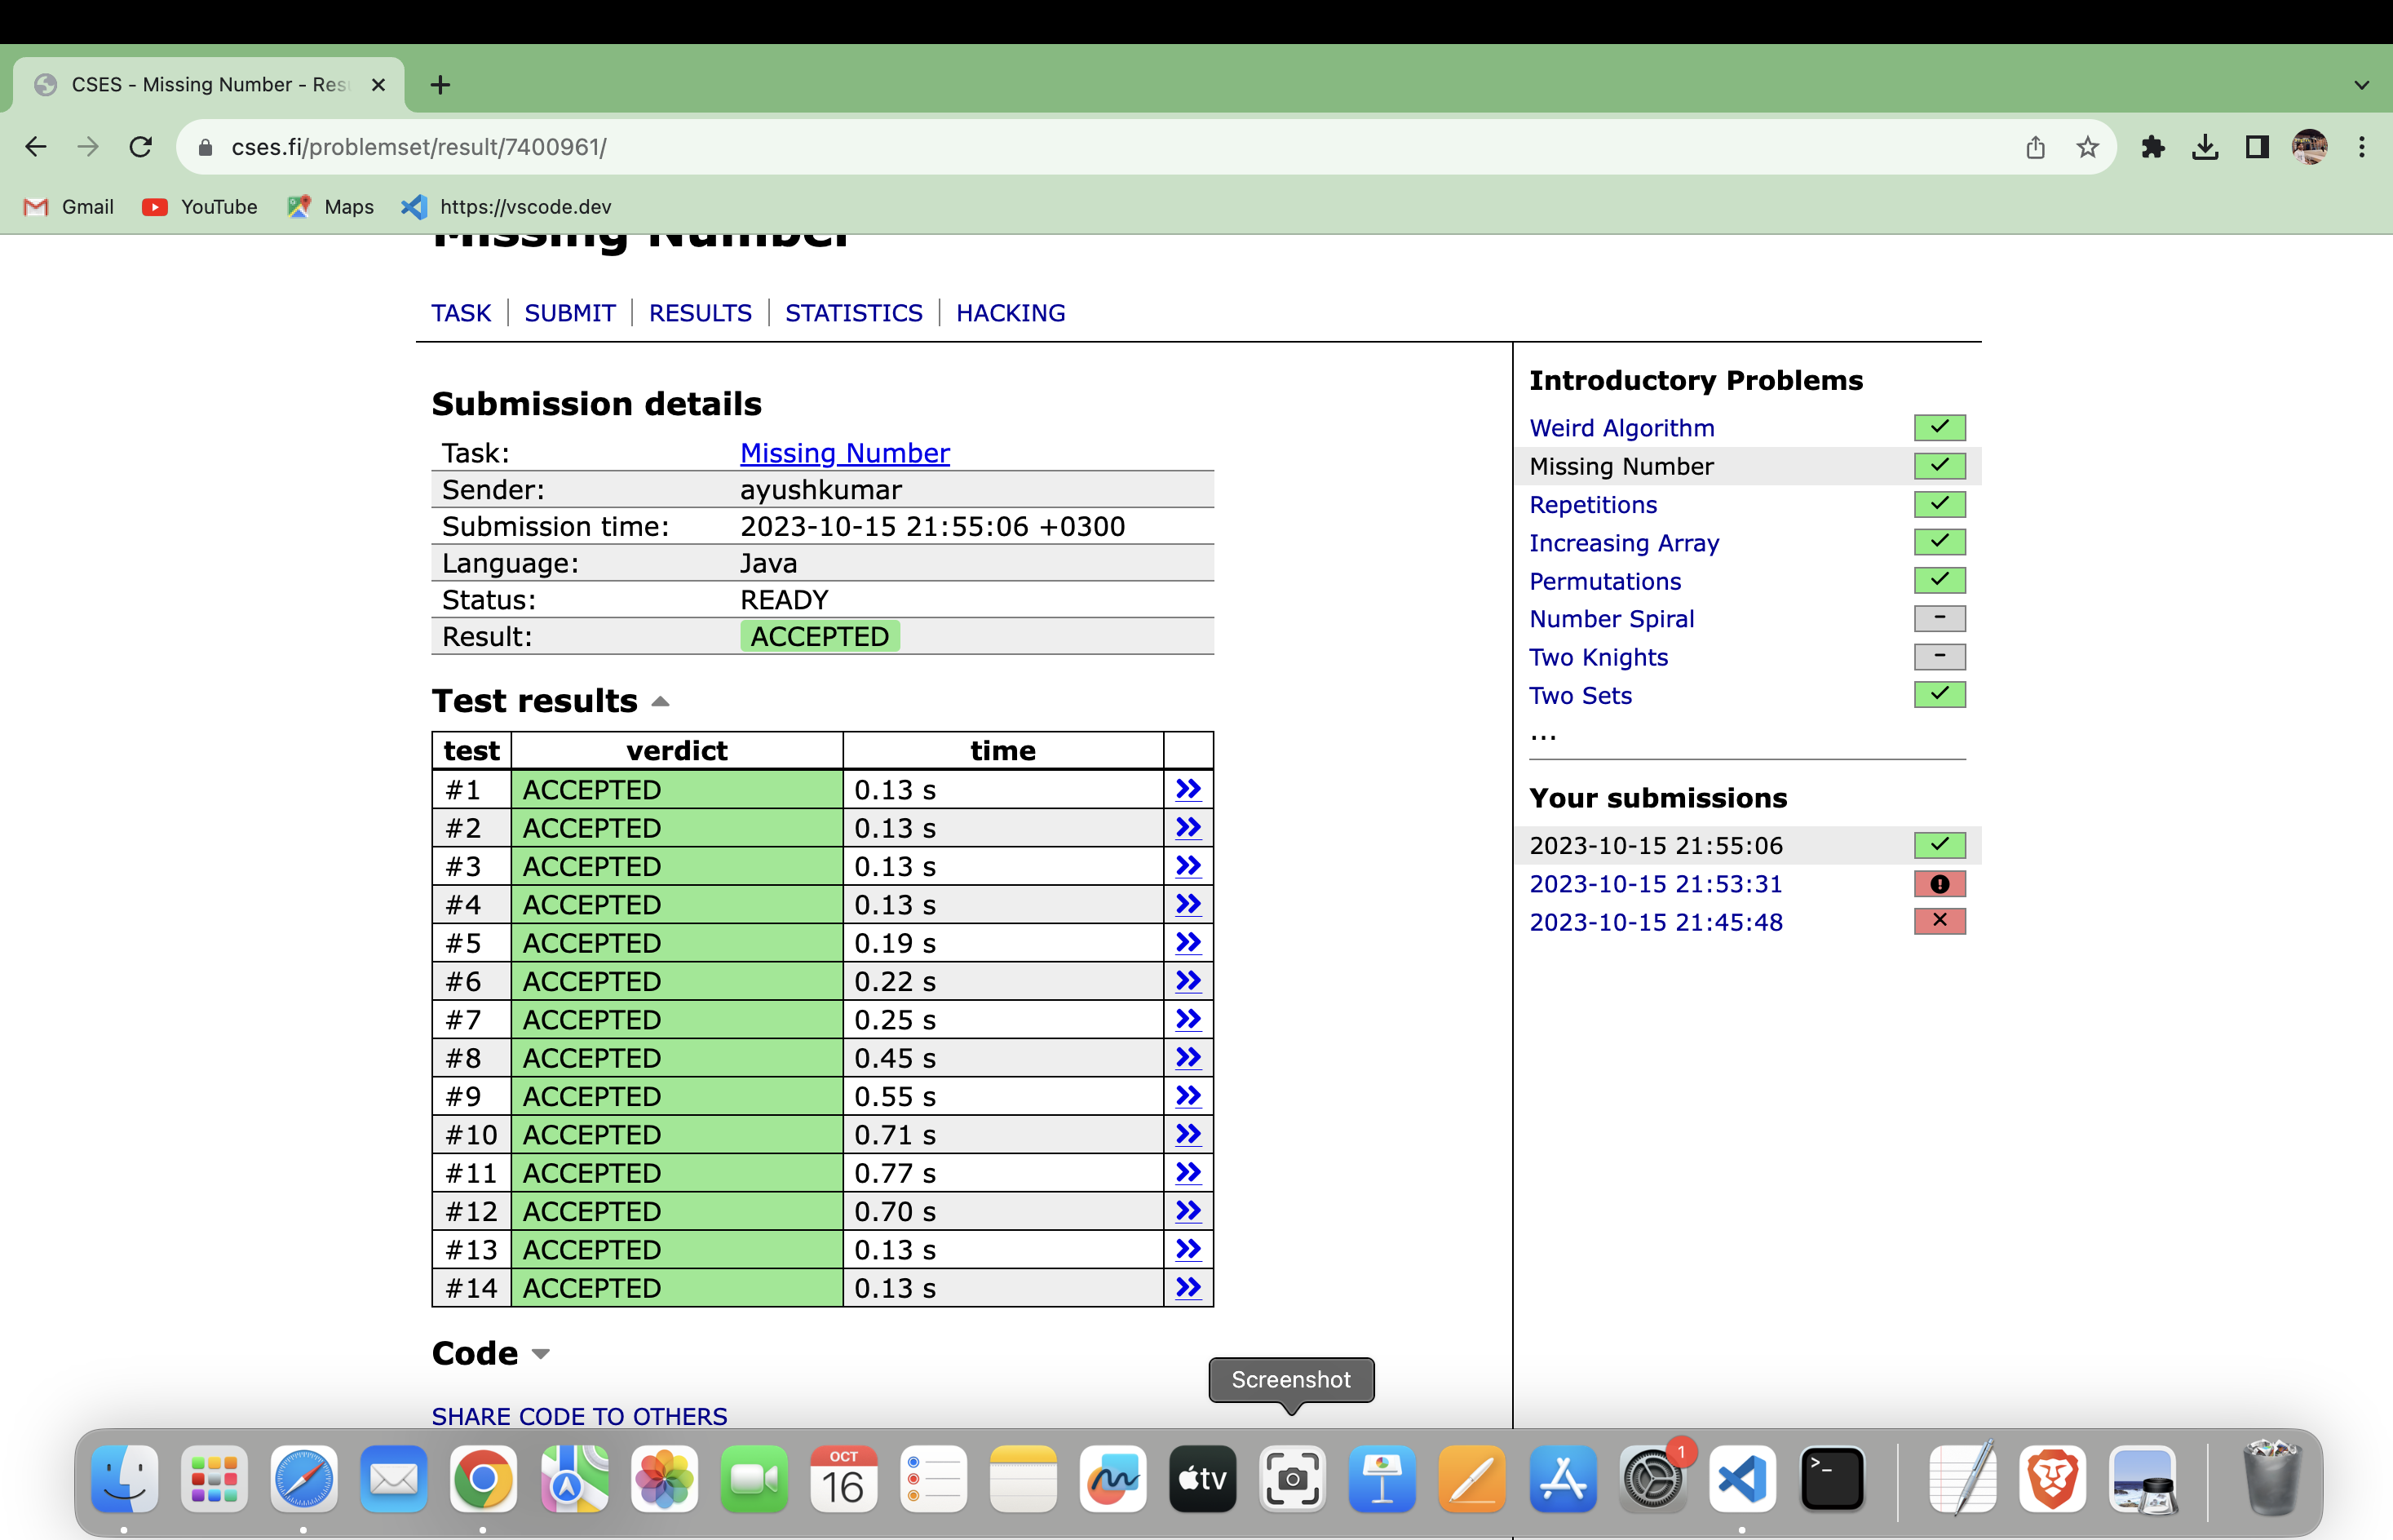 CSES - Missing Number - Res
cses.fi/problemset/result/7400961/
Gmail YouTube Maps https://vscode.dev
Missing Number
TASK | SUBMIT | RESULTS | STATISTICS | HACKING
Submission details
Task: Missing Number
Sender: ayushkumar
Submission time: 2023-10-15 21:55:06 +0300
Language: Java
Status: READY
Result: ACCEPTED
Test results
test verdict time
#1 ACCEPTED 0.13 s »
#2 ACCEPTED 0.13 s »
#3 ACCEPTED 0.13 s »
#4 ACCEPTED 0.13 s »
#5 ACCEPTED 0.19 s »
#6 ACCEPTED 0.22 s »
#7 ACCEPTED 0.25 s »
#8 ACCEPTED 0.45 s »
#9 ACCEPTED 0.55 s »
#10 ACCEPTED 0.71 s »
#11 ACCEPTED 0.77 s »
#12 ACCEPTED 0.70 s »
#13 ACCEPTED 0.13 s »
#14 ACCEPTED 0.13 s »
Code
SHARE CODE TO OTHERS
Introductory Problems
Weird Algorithm
Missing Number
Repetitions
Increasing Array
Permutations
Number Spiral -
Two Knights -
Two Sets
...
Your submissions
2023-10-15 21:55:06
2023-10-15 21:53:31
2023-10-15 21:45:48
Screenshot
OCT
16
tv
1
>_